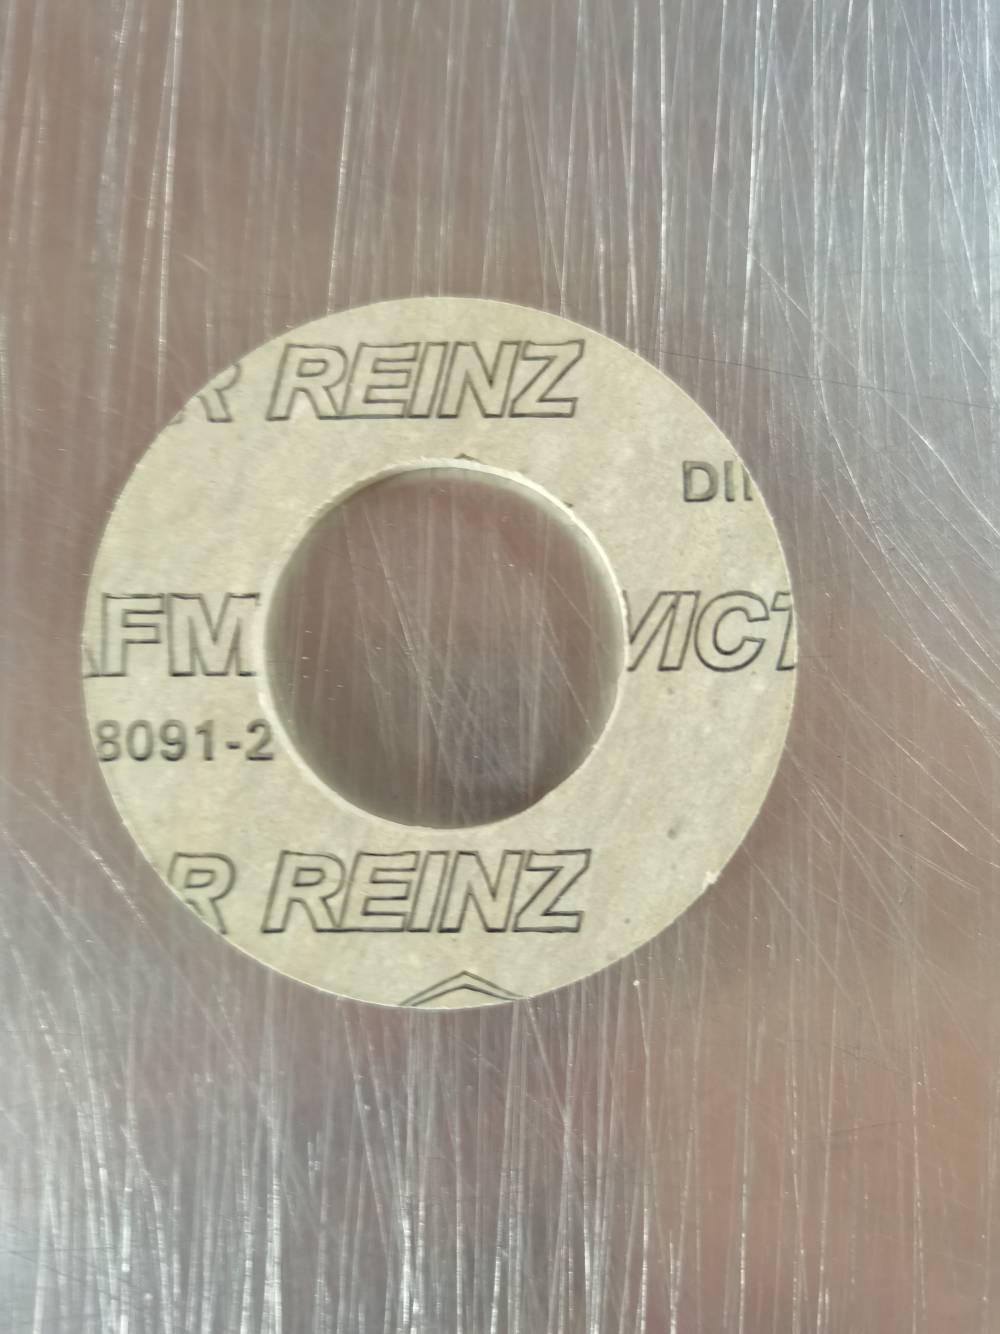 R REINZ
DI
AFM VICT
8091-2
R REINZ